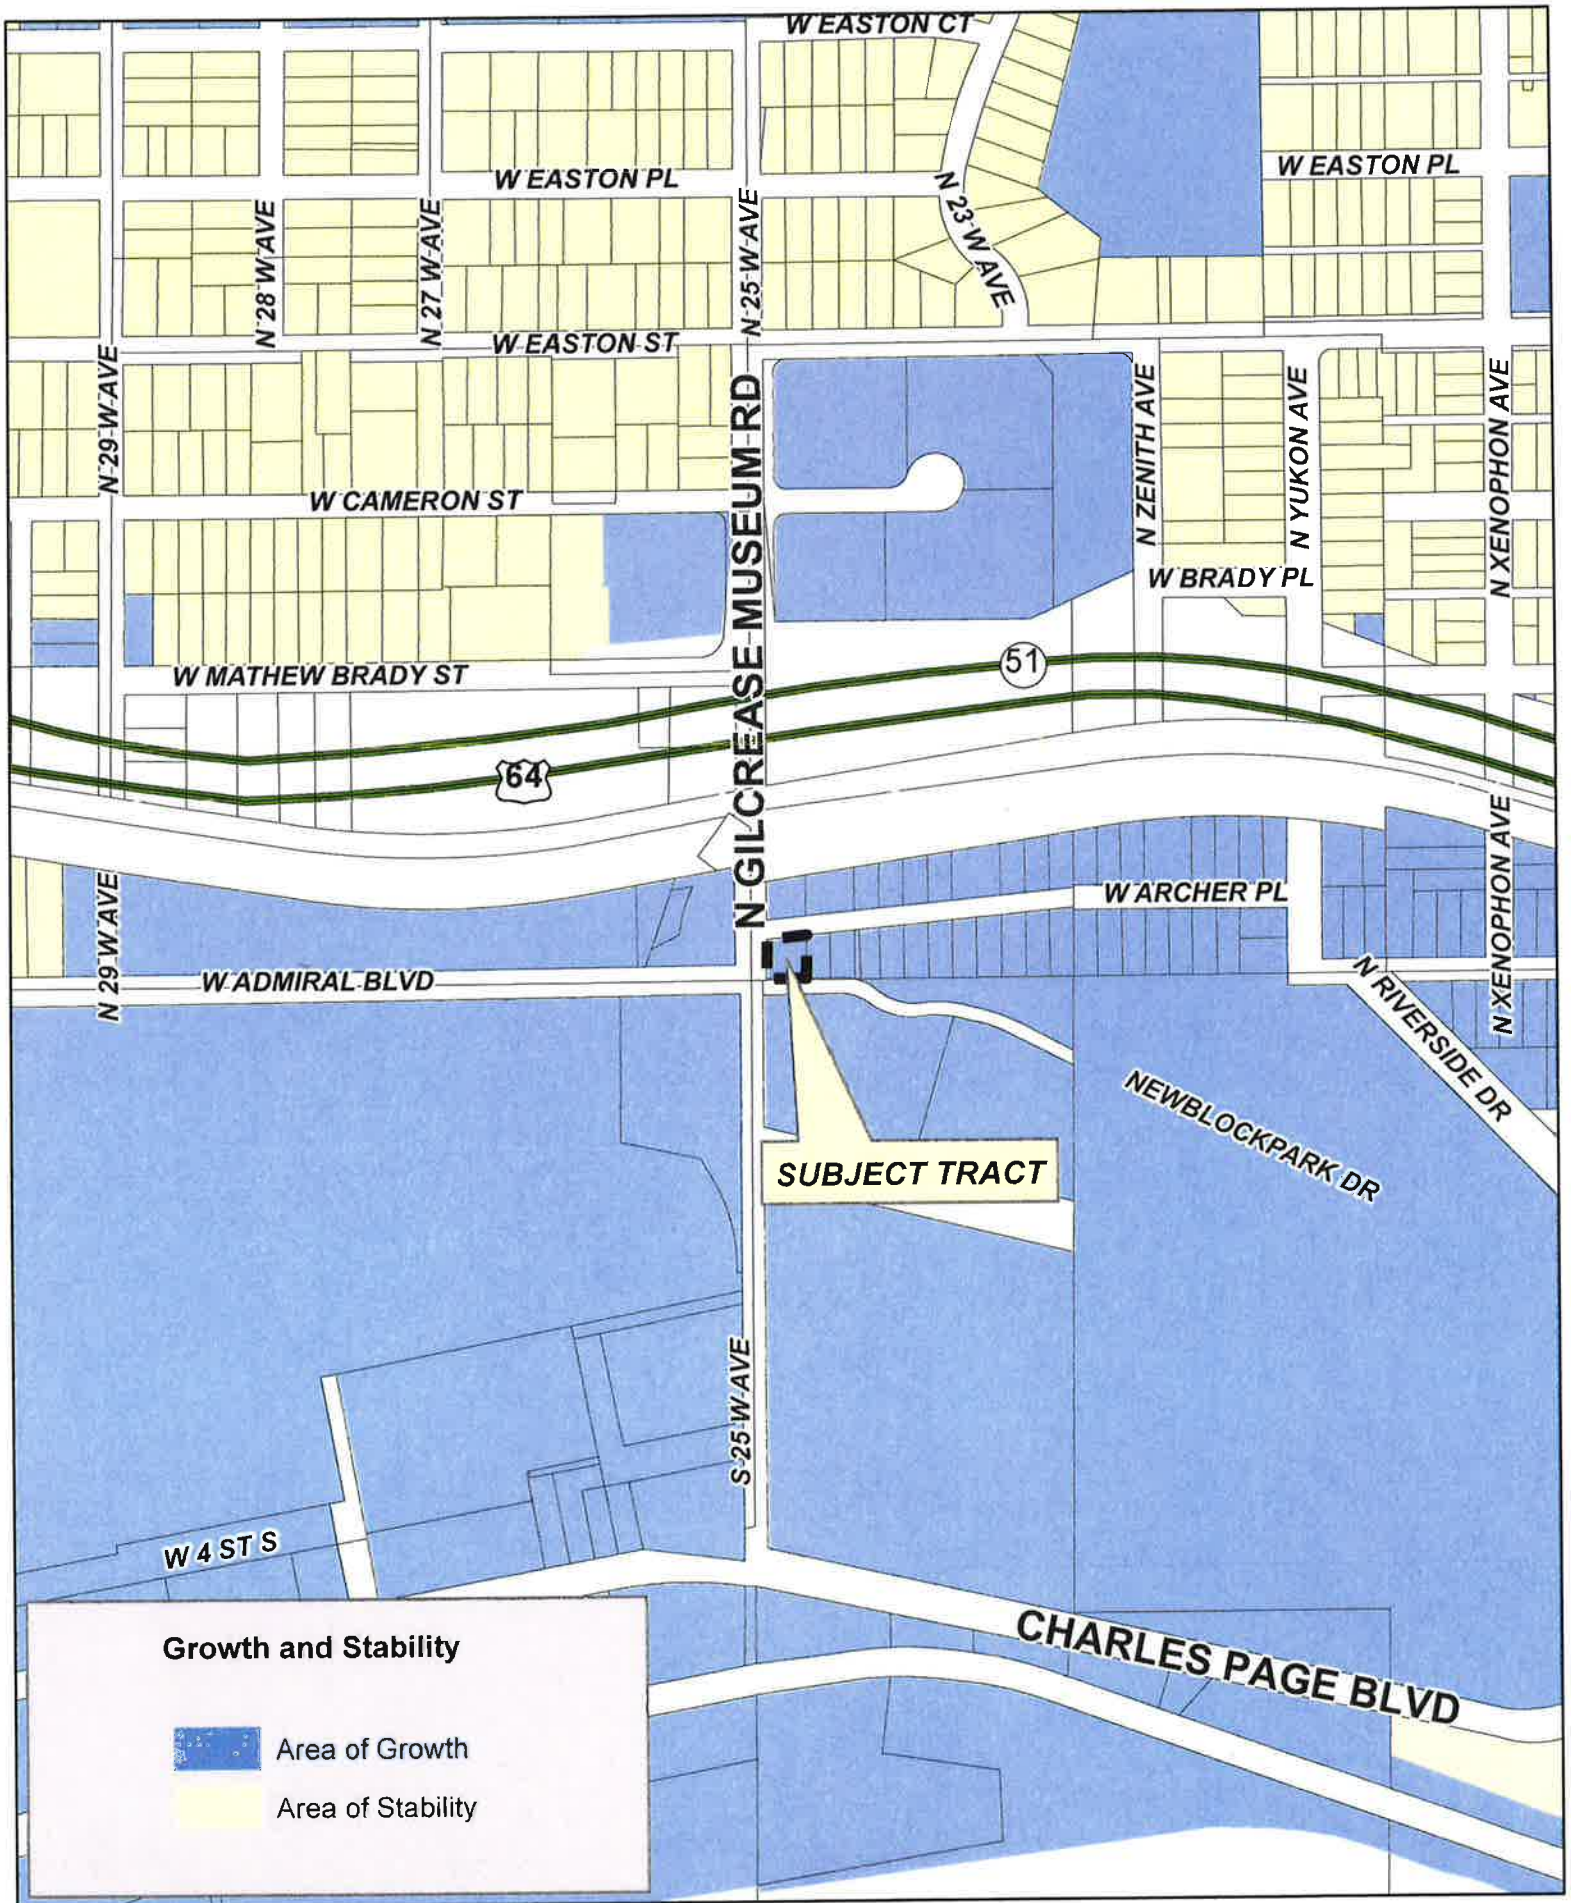 W EASTON CT
W EASTON PL
W EASTON PL
N 28 W AVE
N 27 W AVE
N 25 W AVE
N 23 W AVE
W EASTON ST
N 29 W AVE
N GILCREASE MUSEUM RD
N ZENITH AVE
N YUKON AVE
N XENOPHON AVE
W CAMERON ST
W BRADY PL
W MATHEW BRADY ST
51
64
N 29 W AVE
W ARCHER PL
N XENOPHON AVE
W ADMIRAL BLVD
N RIVERSIDE DR
NEWBLOCKPARK DR
SUBJECT TRACT
S 25 W AVE
W 4 ST S
CHARLES PAGE BLVD
Growth and Stability
Area of Growth
Area of Stability